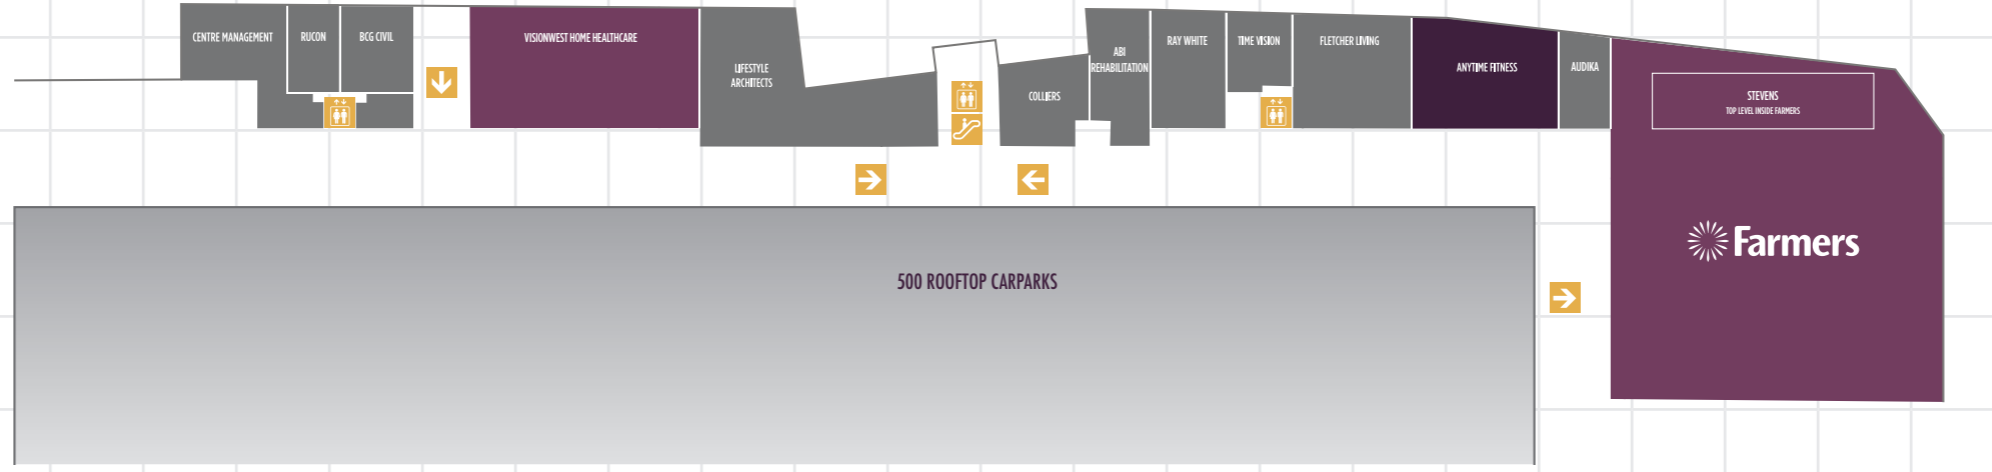 CENTRE MANAGEMENT
RUCON
BCG CIVIL
VISIONWEST HOME HEALTHCARE
LIFESTYLE
ARCHITECTS
COLLIERS
ABI
REHABILITATION
RAY WHITE
TIME VISION
FLETCHER LIVING
ANYTIME FITNESS
AUDIKA
STEVENS
TOP LEVEL INSIDE FARMERS
Farmers
500 ROOFTOP CARPARKS